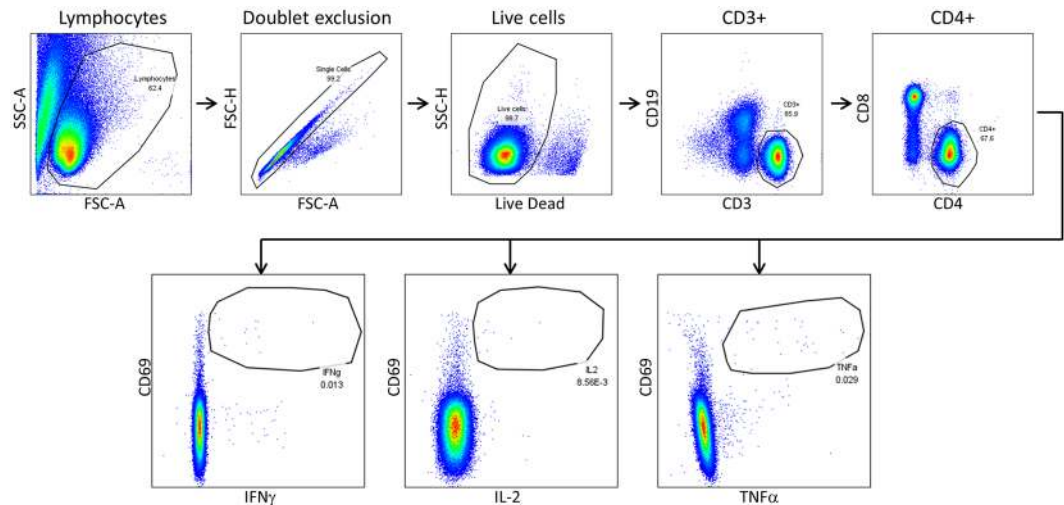 Lymphocytes
Doublet exclusion
Live cells
CD3+
CD4+
SSC-A
Lymphocytes
62.4
FSC-A
FSC-H
Single Cells
99.2
FSC-A
SSC-H
Live cells
98.7
Live Dead
CD19
CD3+
CD3
CD8
CD4+
67.6
CD4
CD69
IFNg
0.013
IFNγ
CD69
IL2
8.56E-3
IL-2
CD69
TNFa
0.029
TNFα